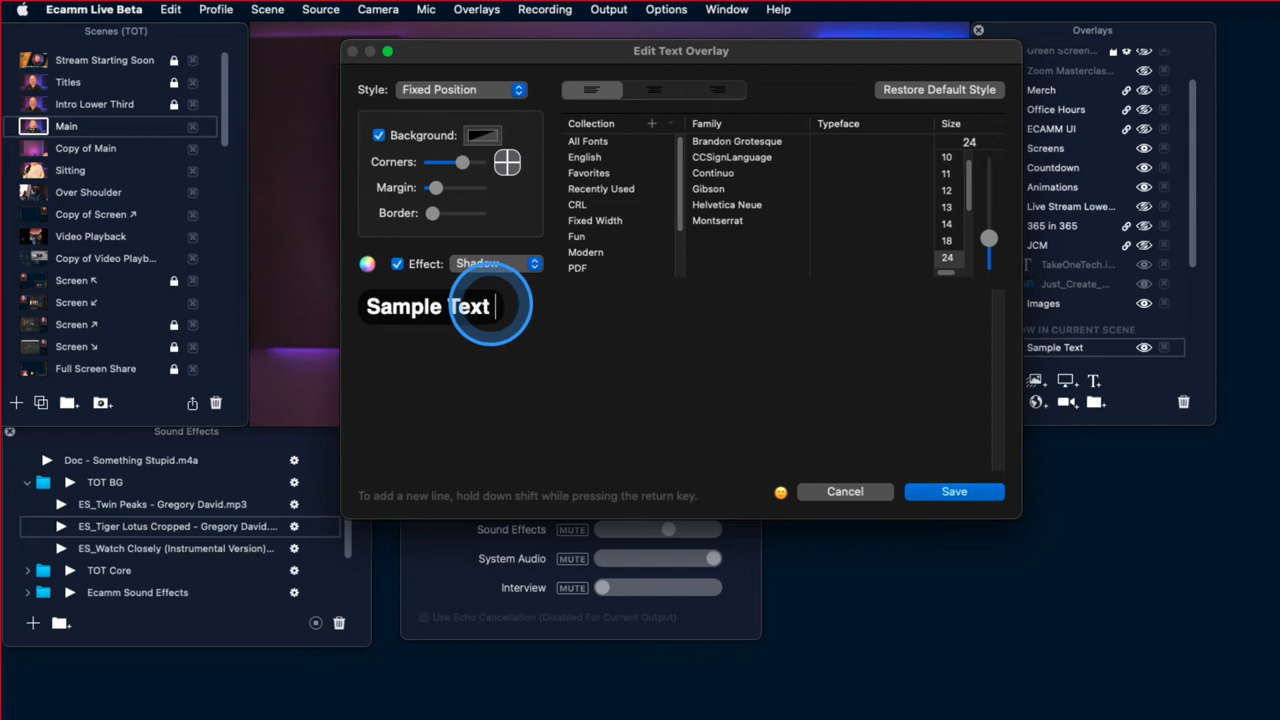 Ecamm Live Beta Edit Profile Scene Source Camera Mic Overlays Recording Output Options Window Help
Scenes (TOT)
Stream Starting Soon
Titles
Intro Lower Third
Main
Copy of Main
Sitting
Over Shoulder
Copy of Screen ↗
Video Playback
Copy of Video Playb...
Screen ↖
Screen ↙
Screen ↗
Screen ↘
Full Screen Share
Sound Effects
Doc - Something Stupid.m4a
TOT BG
ES_Twin Peaks - Gregory David.mp3
ES_Tiger Lotus Cropped - Gregory David....
ES_Watch Closely (Instrumental Version)...
TOT Core
Ecamm Sound Effects
Edit Text Overlay
Style: Fixed Position
Restore Default Style
Background:
Corners:
Margin:
Border:
Effect: Shadow
Collection + -
All Fonts
English
Favorites
Recently Used
CRL
Fixed Width
Fun
Modern
PDF
Family
Brandon Grotesque
CCSignLanguage
Continuo
Gibson
Helvetica Neue
Montserrat
Typeface
Size
24
10
11
12
13
14
18
24
Sample Text
To add a new line, hold down shift while pressing the return key.
Cancel
Save
Sound Effects MUTE
System Audio MUTE
Interview MUTE
Use Echo Cancellation (Disabled For Current Output)
Overlays
Green Screen...
Zoom Masterclas...
Merch
Office Hours
ECAMM UI
Screens
Countdown
Animations
Live Stream Lowe...
365 in 365
JCM
TakeOneTech.i...
Just_Create_...
Images
OW IN CURRENT SCENE
Sample Text